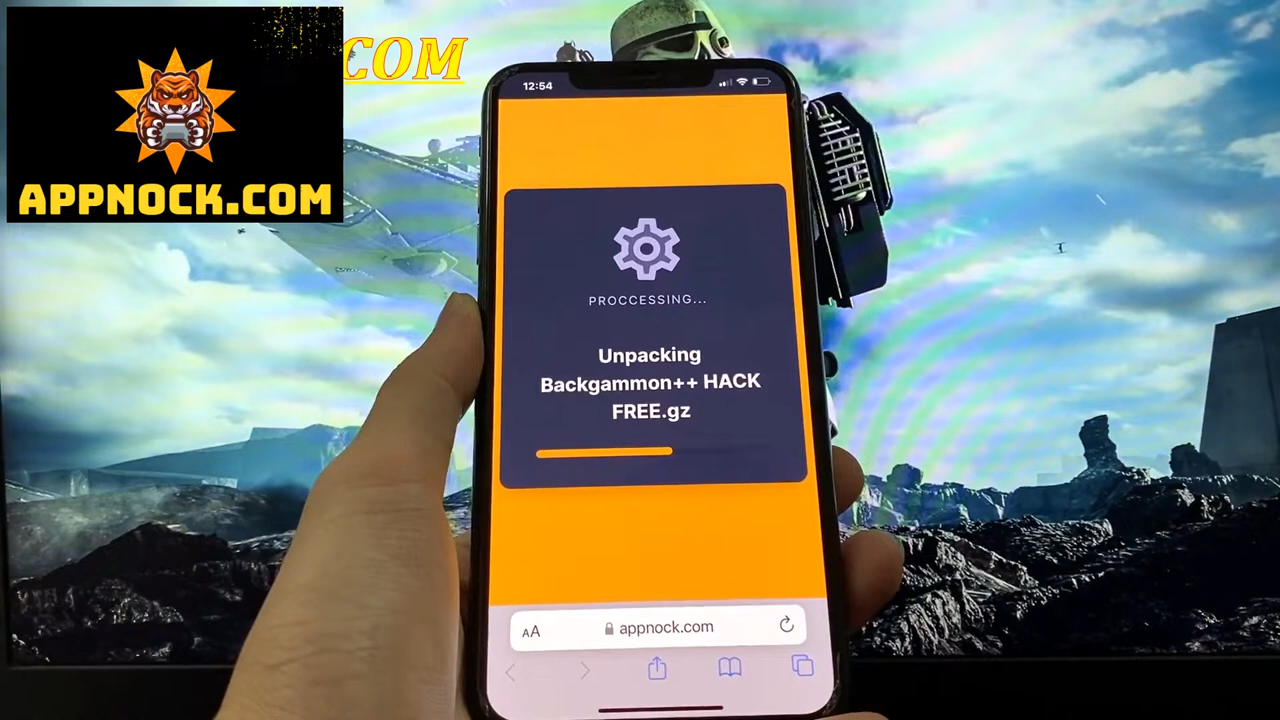 COM
APPNOCK.COM
12:54
PROCCESSING...
Unpacking
Backgammon++ HACK
FREE.gz
AA
appnock.com